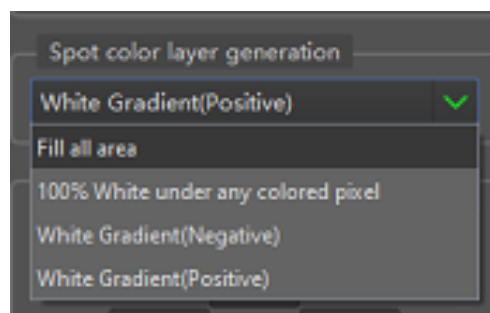 Spot color layer generation
White Gradient(Positive)
Fill all area
100% White under any colored pixel
White Gradient(Negative)
White Gradient(Positive)